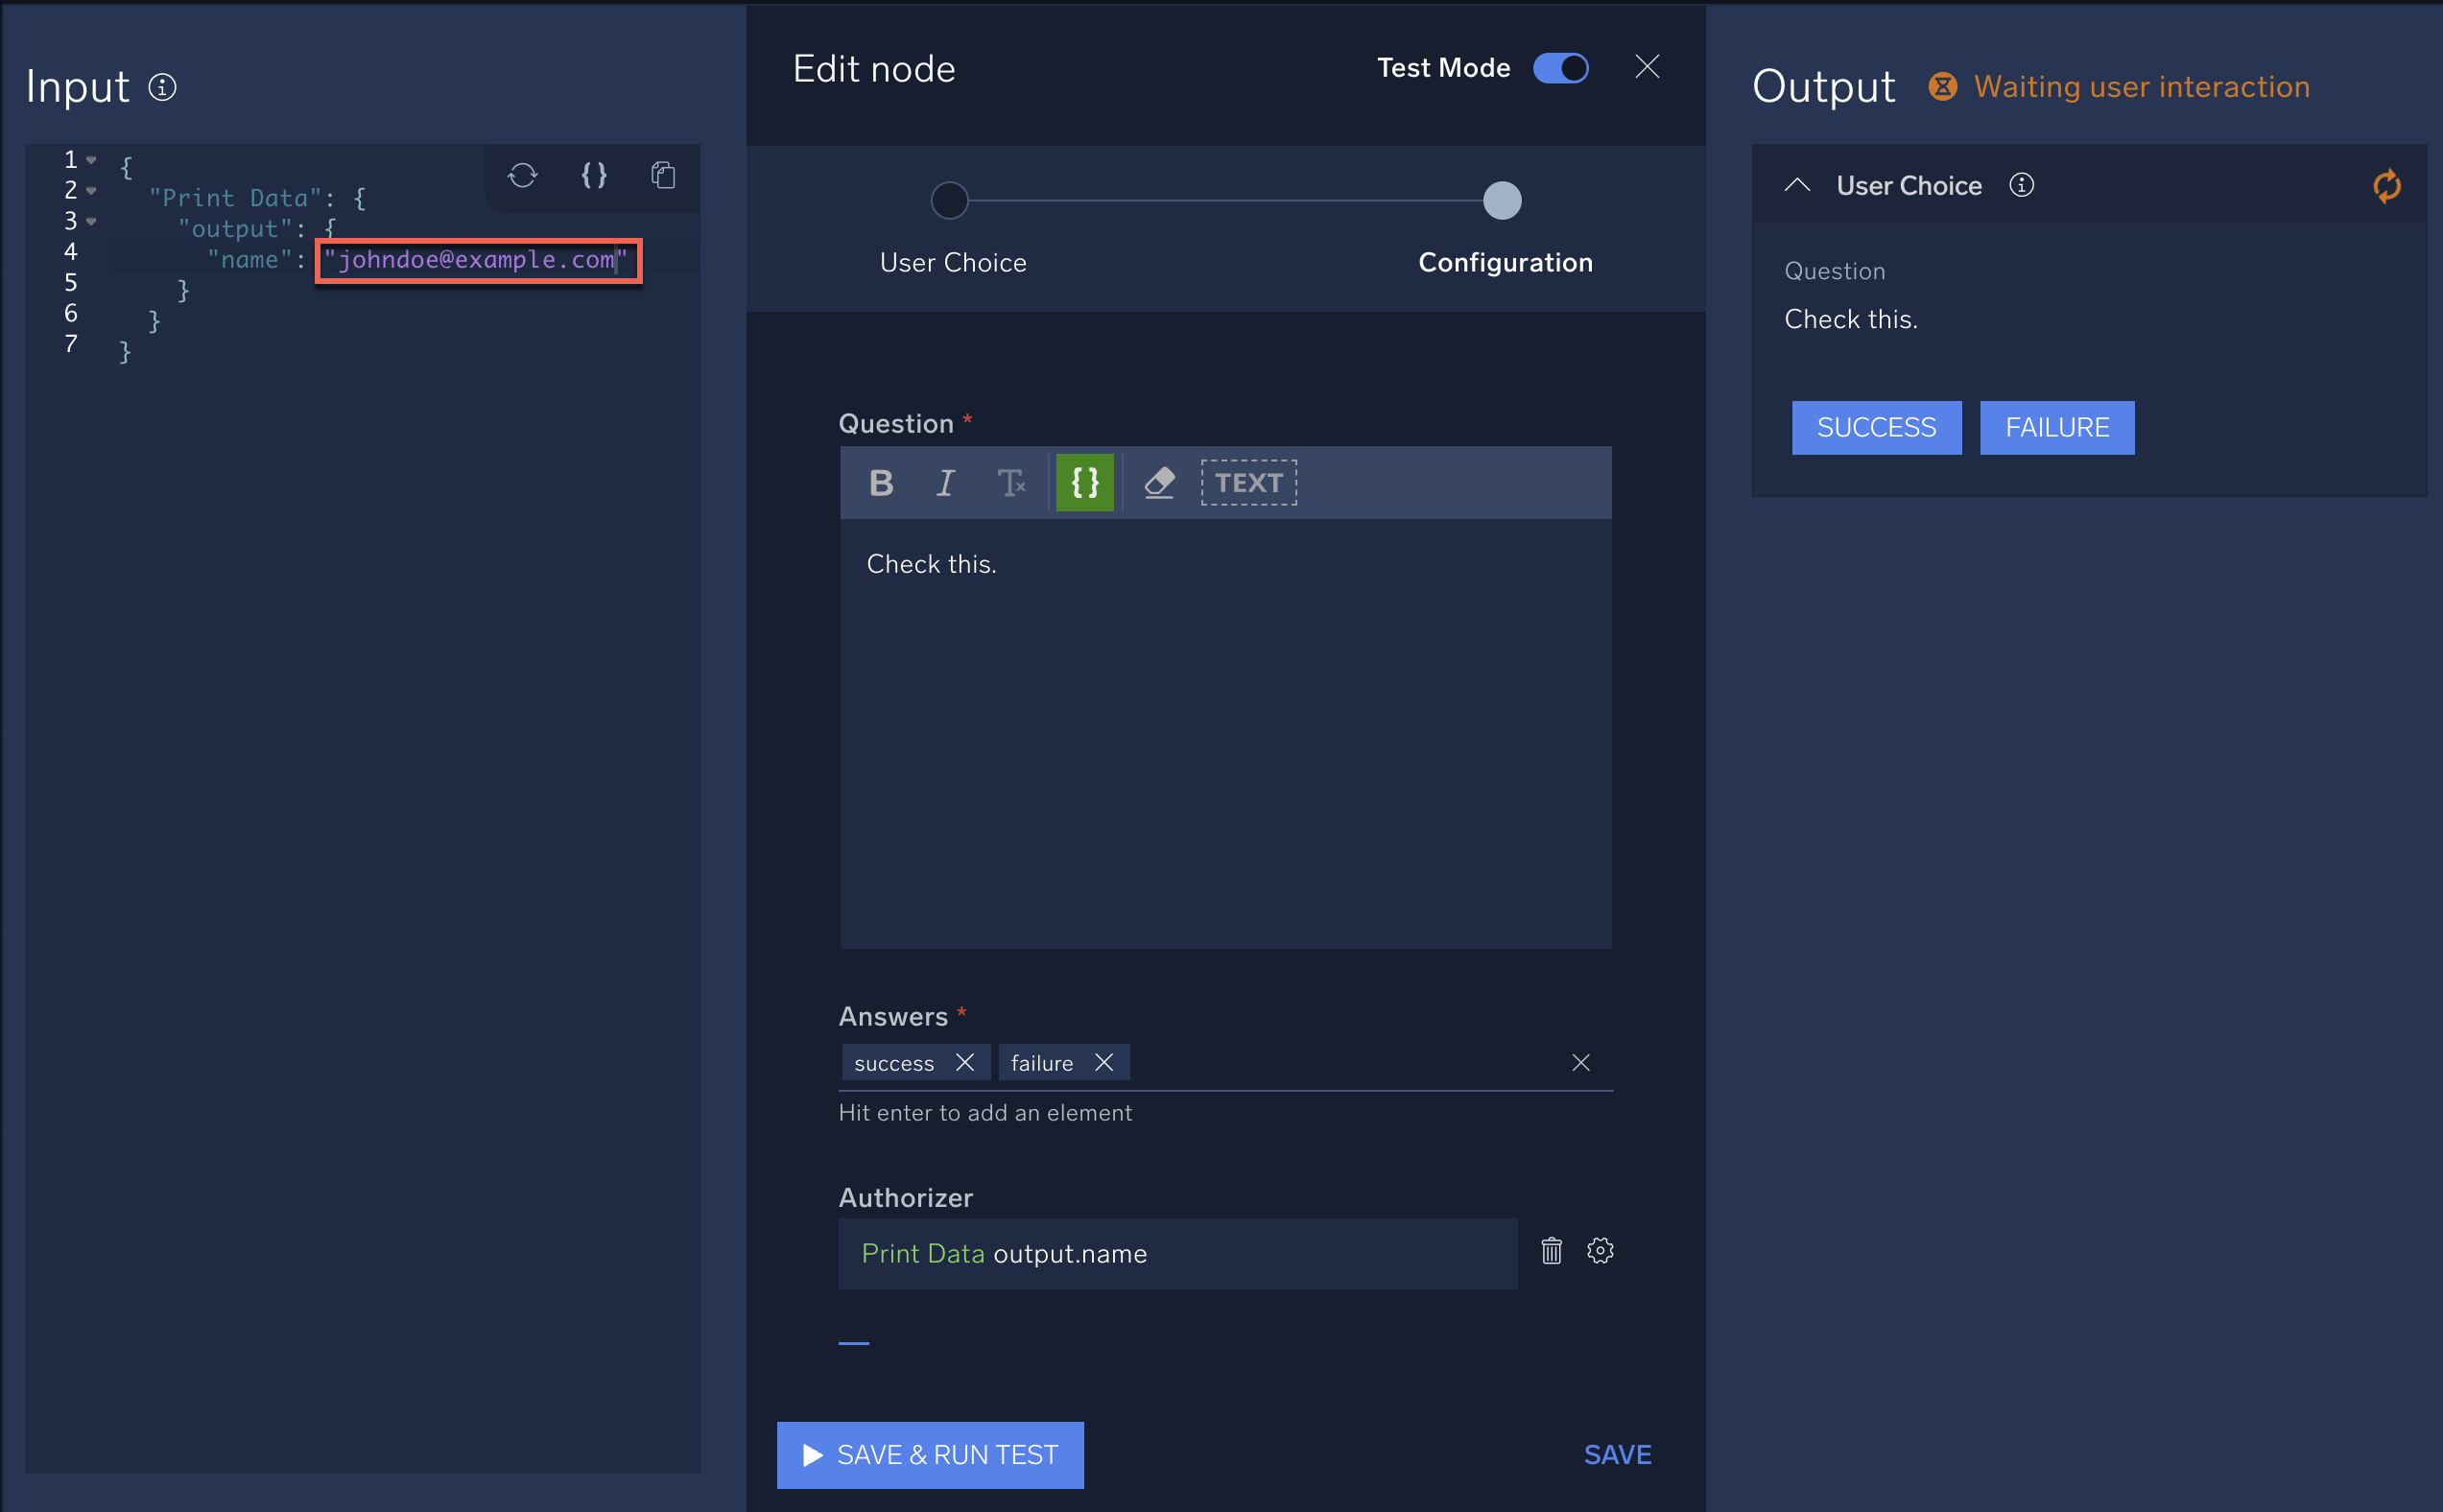 Input
1 {
2 "Print Data": {
3 "output": {
4 "name": "johndoe@example.com"
5 }
6 }
7 }
Edit node
Test Mode
User Choice
Configuration
Question *
B I Tx {} TEXT
Check this.
Answers *
success failure
Hit enter to add an element
Authorizer
Print Data output.name
SAVE & RUN TEST
SAVE
Output Waiting user interaction
User Choice
Question
Check this.
SUCCESS FAILURE